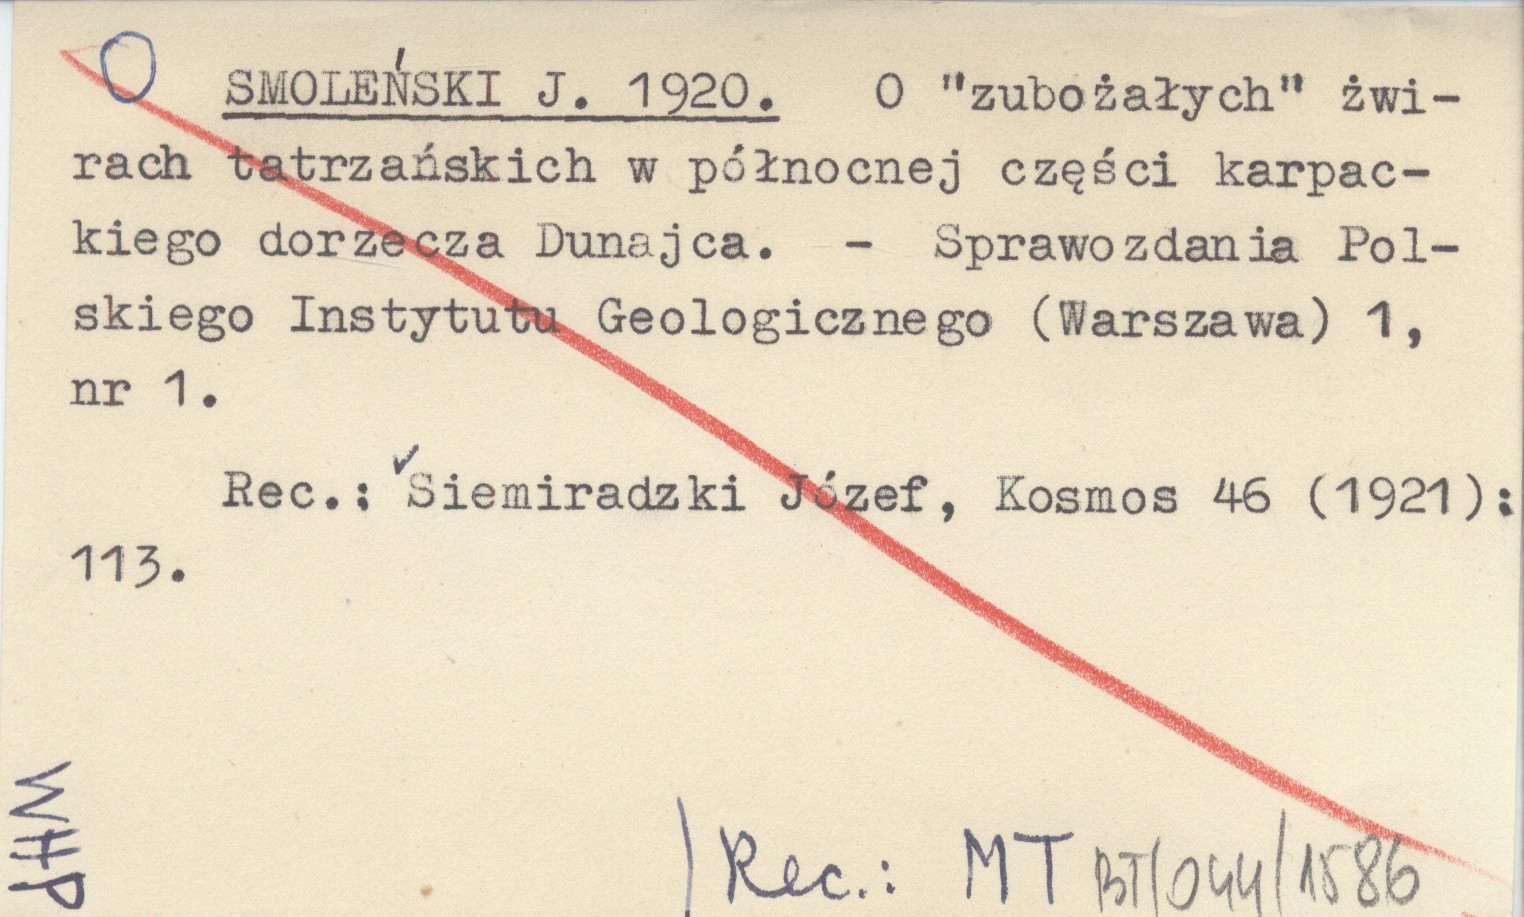 SMOLEŃSKI J. 1920. O "zubożałych" żwi-
rach tatrzańskich w północnej części karpac-
kiego dorzecza Dunajca. - Sprawozdania Pol-
skiego Instytutu Geologicznego (Warszawa) 1,
nr 1.
Rec.: Siemiradzki Józef, Kosmos 46 (1921):
113.
WHP
Rec.: MT BT/044/1586